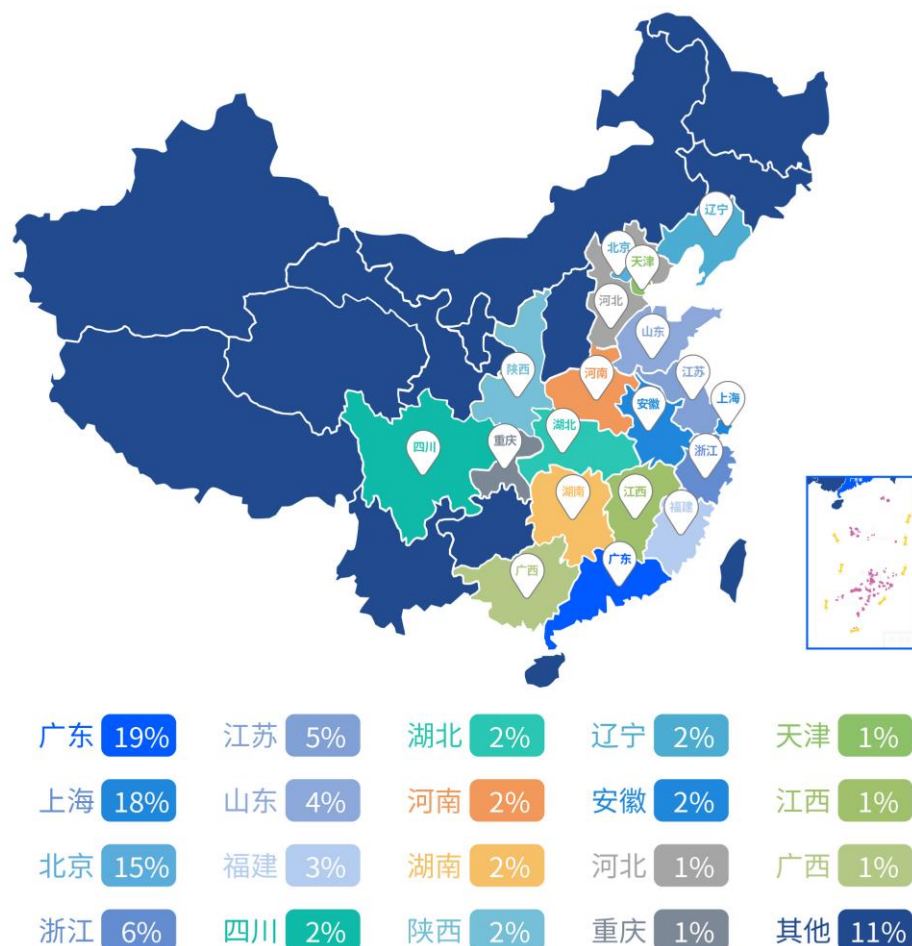 辽宁
北京
天津
河北
山东
陕西
河南
江苏
安徽
上海
湖北
重庆
四川
浙江
湖南
江西
福建
广东
广西
广东 19% 江苏 5% 湖北 2% 辽宁 2% 天津 1%
上海 18% 山东 4% 河南 2% 安徽 2% 江西 1%
北京 15% 福建 3% 湖南 2% 河北 1% 广西 1%
浙江 6% 四川 2% 陕西 2% 重庆 1% 其他 11%